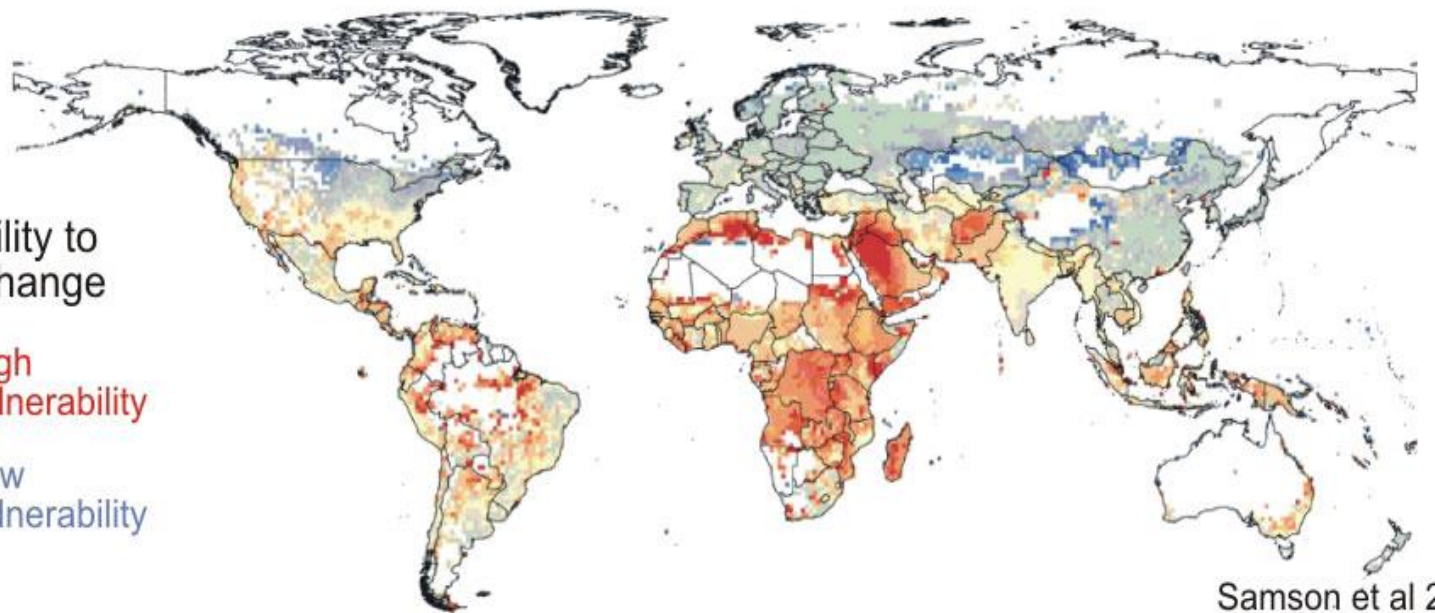 ility to
hange
gh
lnerability
w
lnerability
Samson et al 2